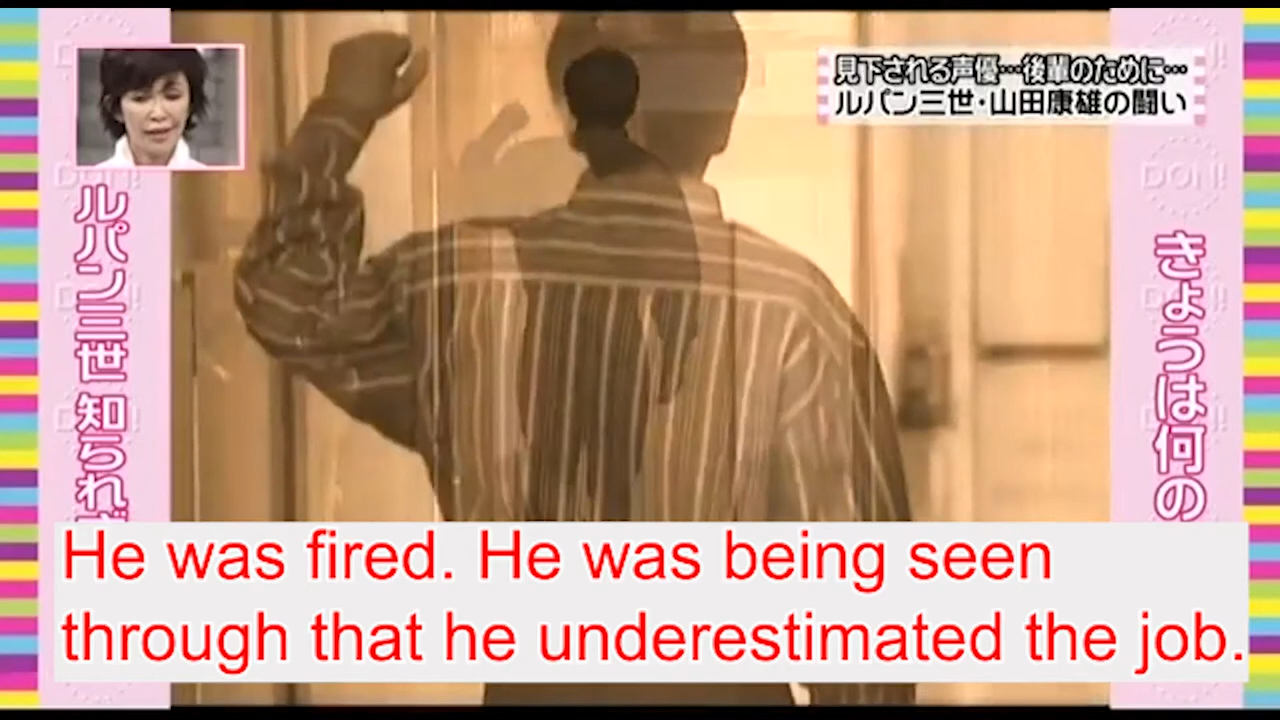 見下される声優…後輩のために…
ルパン三世・山田康雄の闘い
ルパン三世 知られ
きょうは何の
DON!
He was fired. He was being seen
through that he underestimated the job.